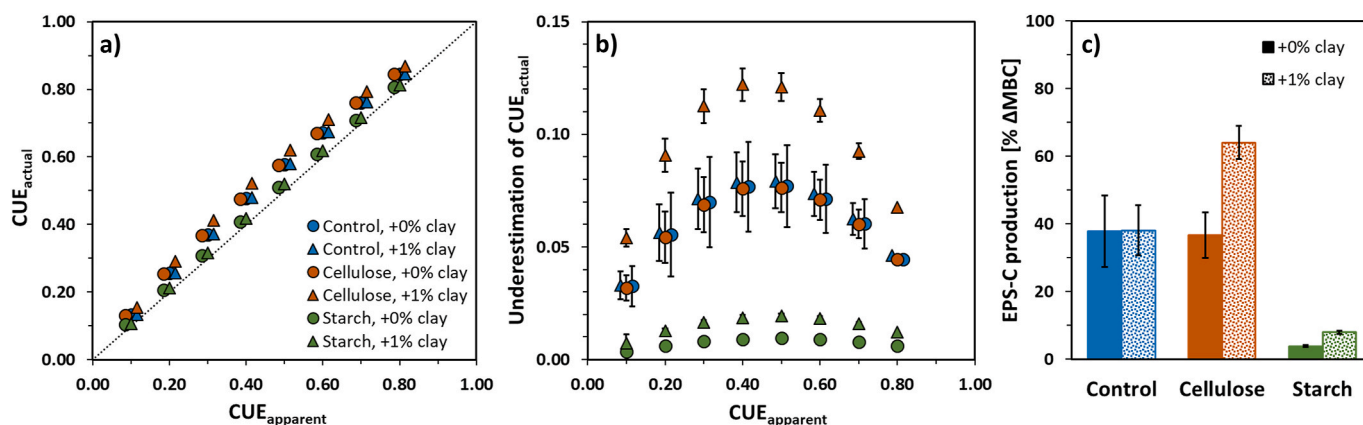 a)
CUEactual
1.00
0.80
0.60
0.40
0.20
0.00
Control, +0% clay
Control, +1% clay
Cellulose, +0% clay
Cellulose, +1% clay
Starch, +0% clay
Starch, +1% clay
0.00 0.20 0.40 0.60 0.80 1.00
CUEapparent
b)
Underestimation of CUEactual
0.15
0.10
0.05
0.00
0.00 0.20 0.40 0.60 0.80 1.00
CUEapparent
c)
EPS-C production [% ΔMBC]
100
80
60
40
20
0
+0% clay
+1% clay
Control Cellulose Starch